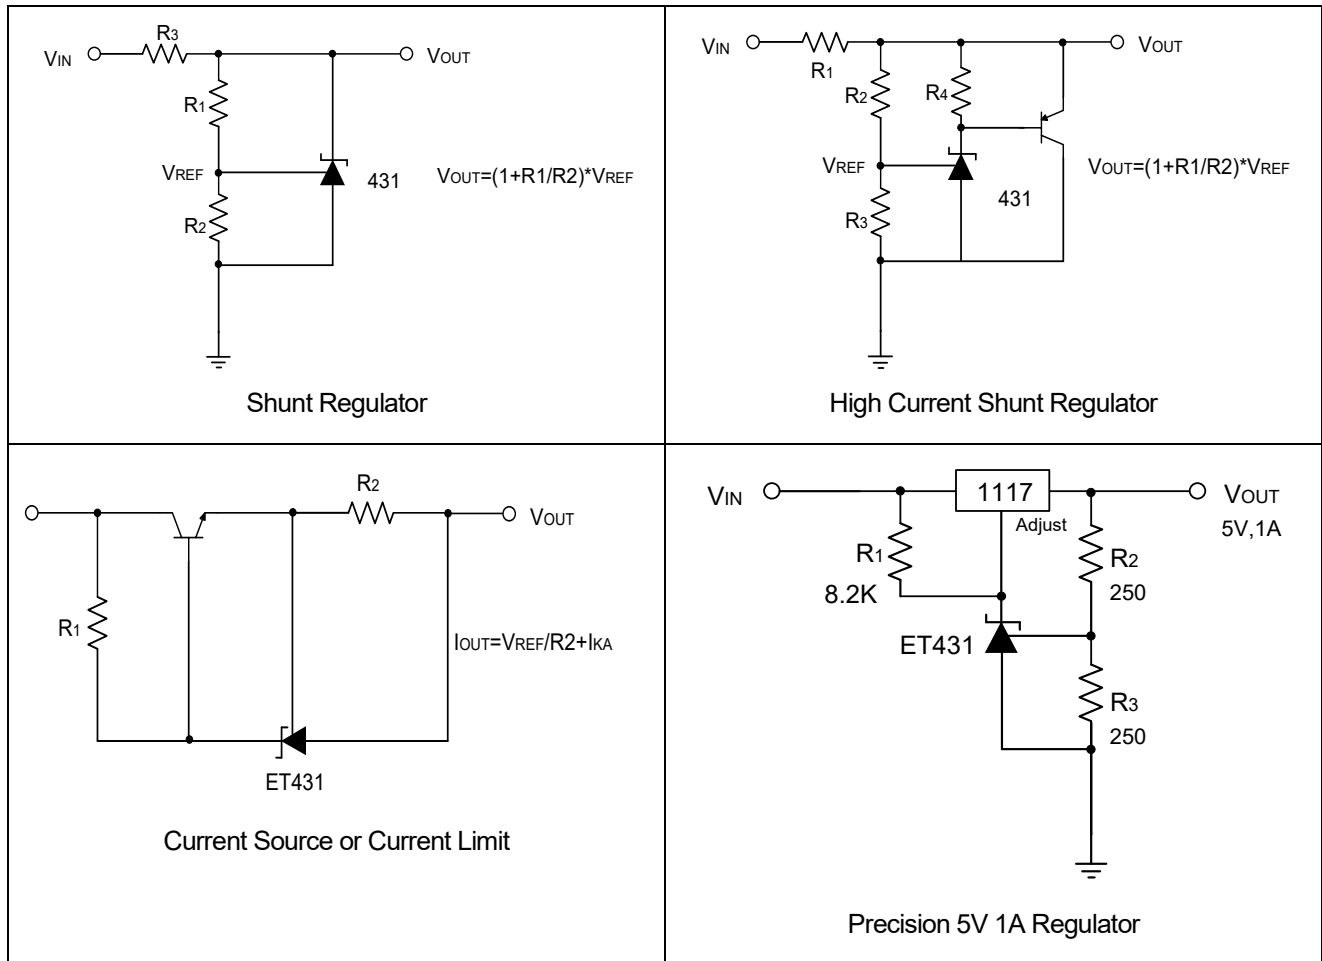 R3
VIN
VOUT
R1
VREF
431
VOUT=(1+R1/R2)*VREF
R2
Shunt Regulator
VIN
R1
VOUT
R2
R4
VREF
VOUT=(1+R1/R2)*VREF
431
R3
High Current Shunt Regulator
R2
VOUT
R1
IOUT=VREF/R2+IKA
ET431
Current Source or Current Limit
VIN
1117
VOUT
Adjust
5V,1A
R1
8.2K
R2
250
ET431
R3
250
Precision 5V 1A Regulator